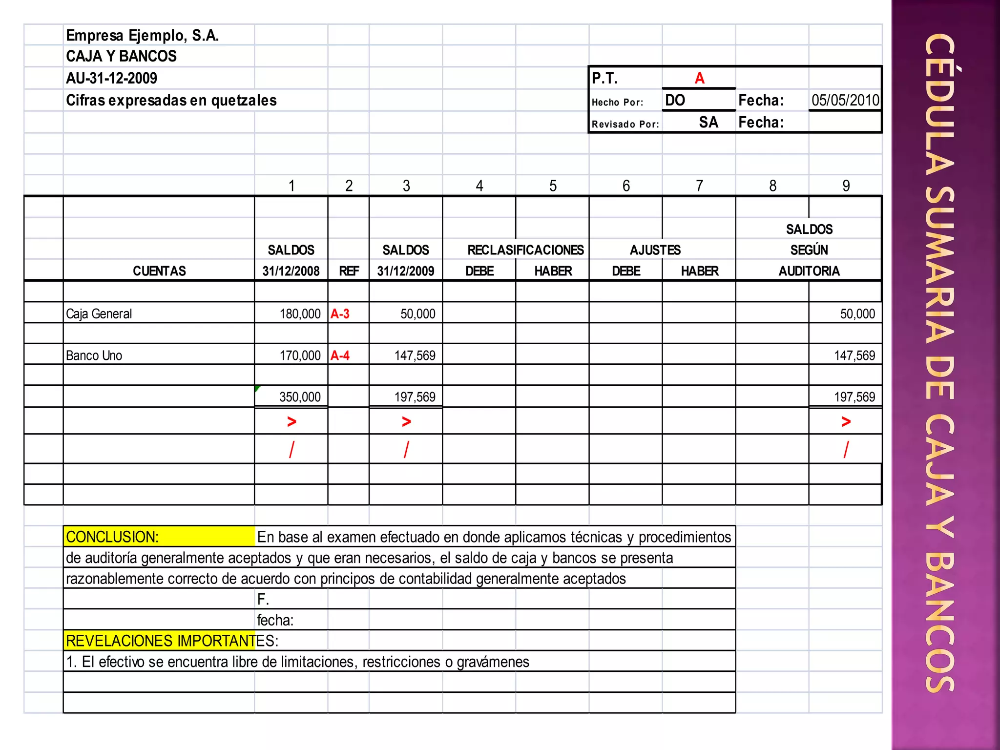 Empresa Ejemplo, S.A.
CAJA Y BANCOS
AU-31-12-2009 P.T. A
Cifras expresadas en quetzales Hecho Por: DO Fecha: 05/05/2010
Revisado Por: SA Fecha:
1 2 3 4 5 6 7 8 9
SALDOS
SALDOS SALDOS RECLASIFICACIONES AJUSTES SEGÚN
CUENTAS 31/12/2008 REF 31/12/2009 DEBE HABER DEBE HABER AUDITORIA
Caja General 180,000 A-3 50,000 50,000
Banco Uno 170,000 A-4 147,569 147,569
350,000 197,569 197,569
> > >
/ / /
CONCLUSION: En base al examen efectuado en donde aplicamos técnicas y procedimientos
de auditoría generalmente aceptados y que eran necesarios, el saldo de caja y bancos se presenta
razonablemente correcto de acuerdo con principios de contabilidad generalmente aceptados
F.
fecha:
REVELACIONES IMPORTANTES:
1. El efectivo se encuentra libre de limitaciones, restricciones o gravámenes
CÉDULA SUMARIA DE CAJA Y BANCOS